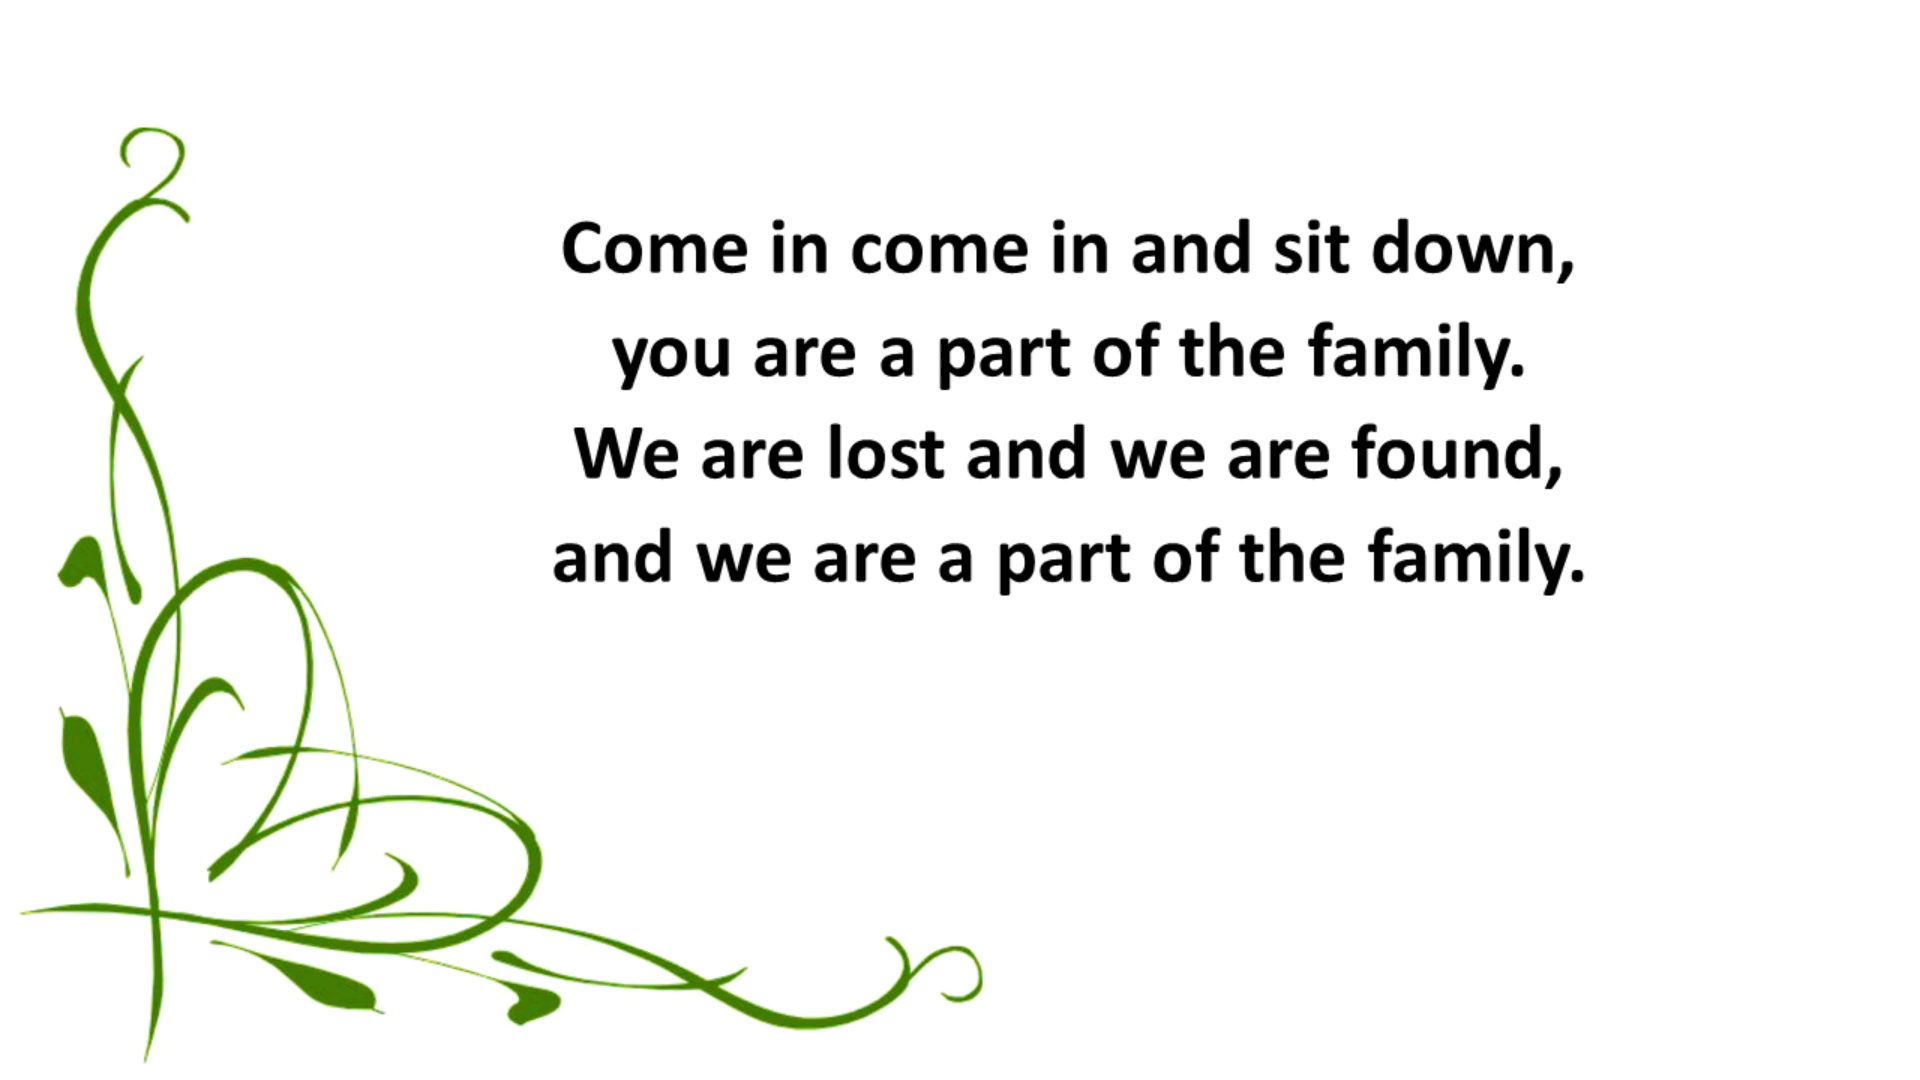 Come in come in and sit down,
you are a part of the family.
We are lost and we are found,
and we are a part of the family.